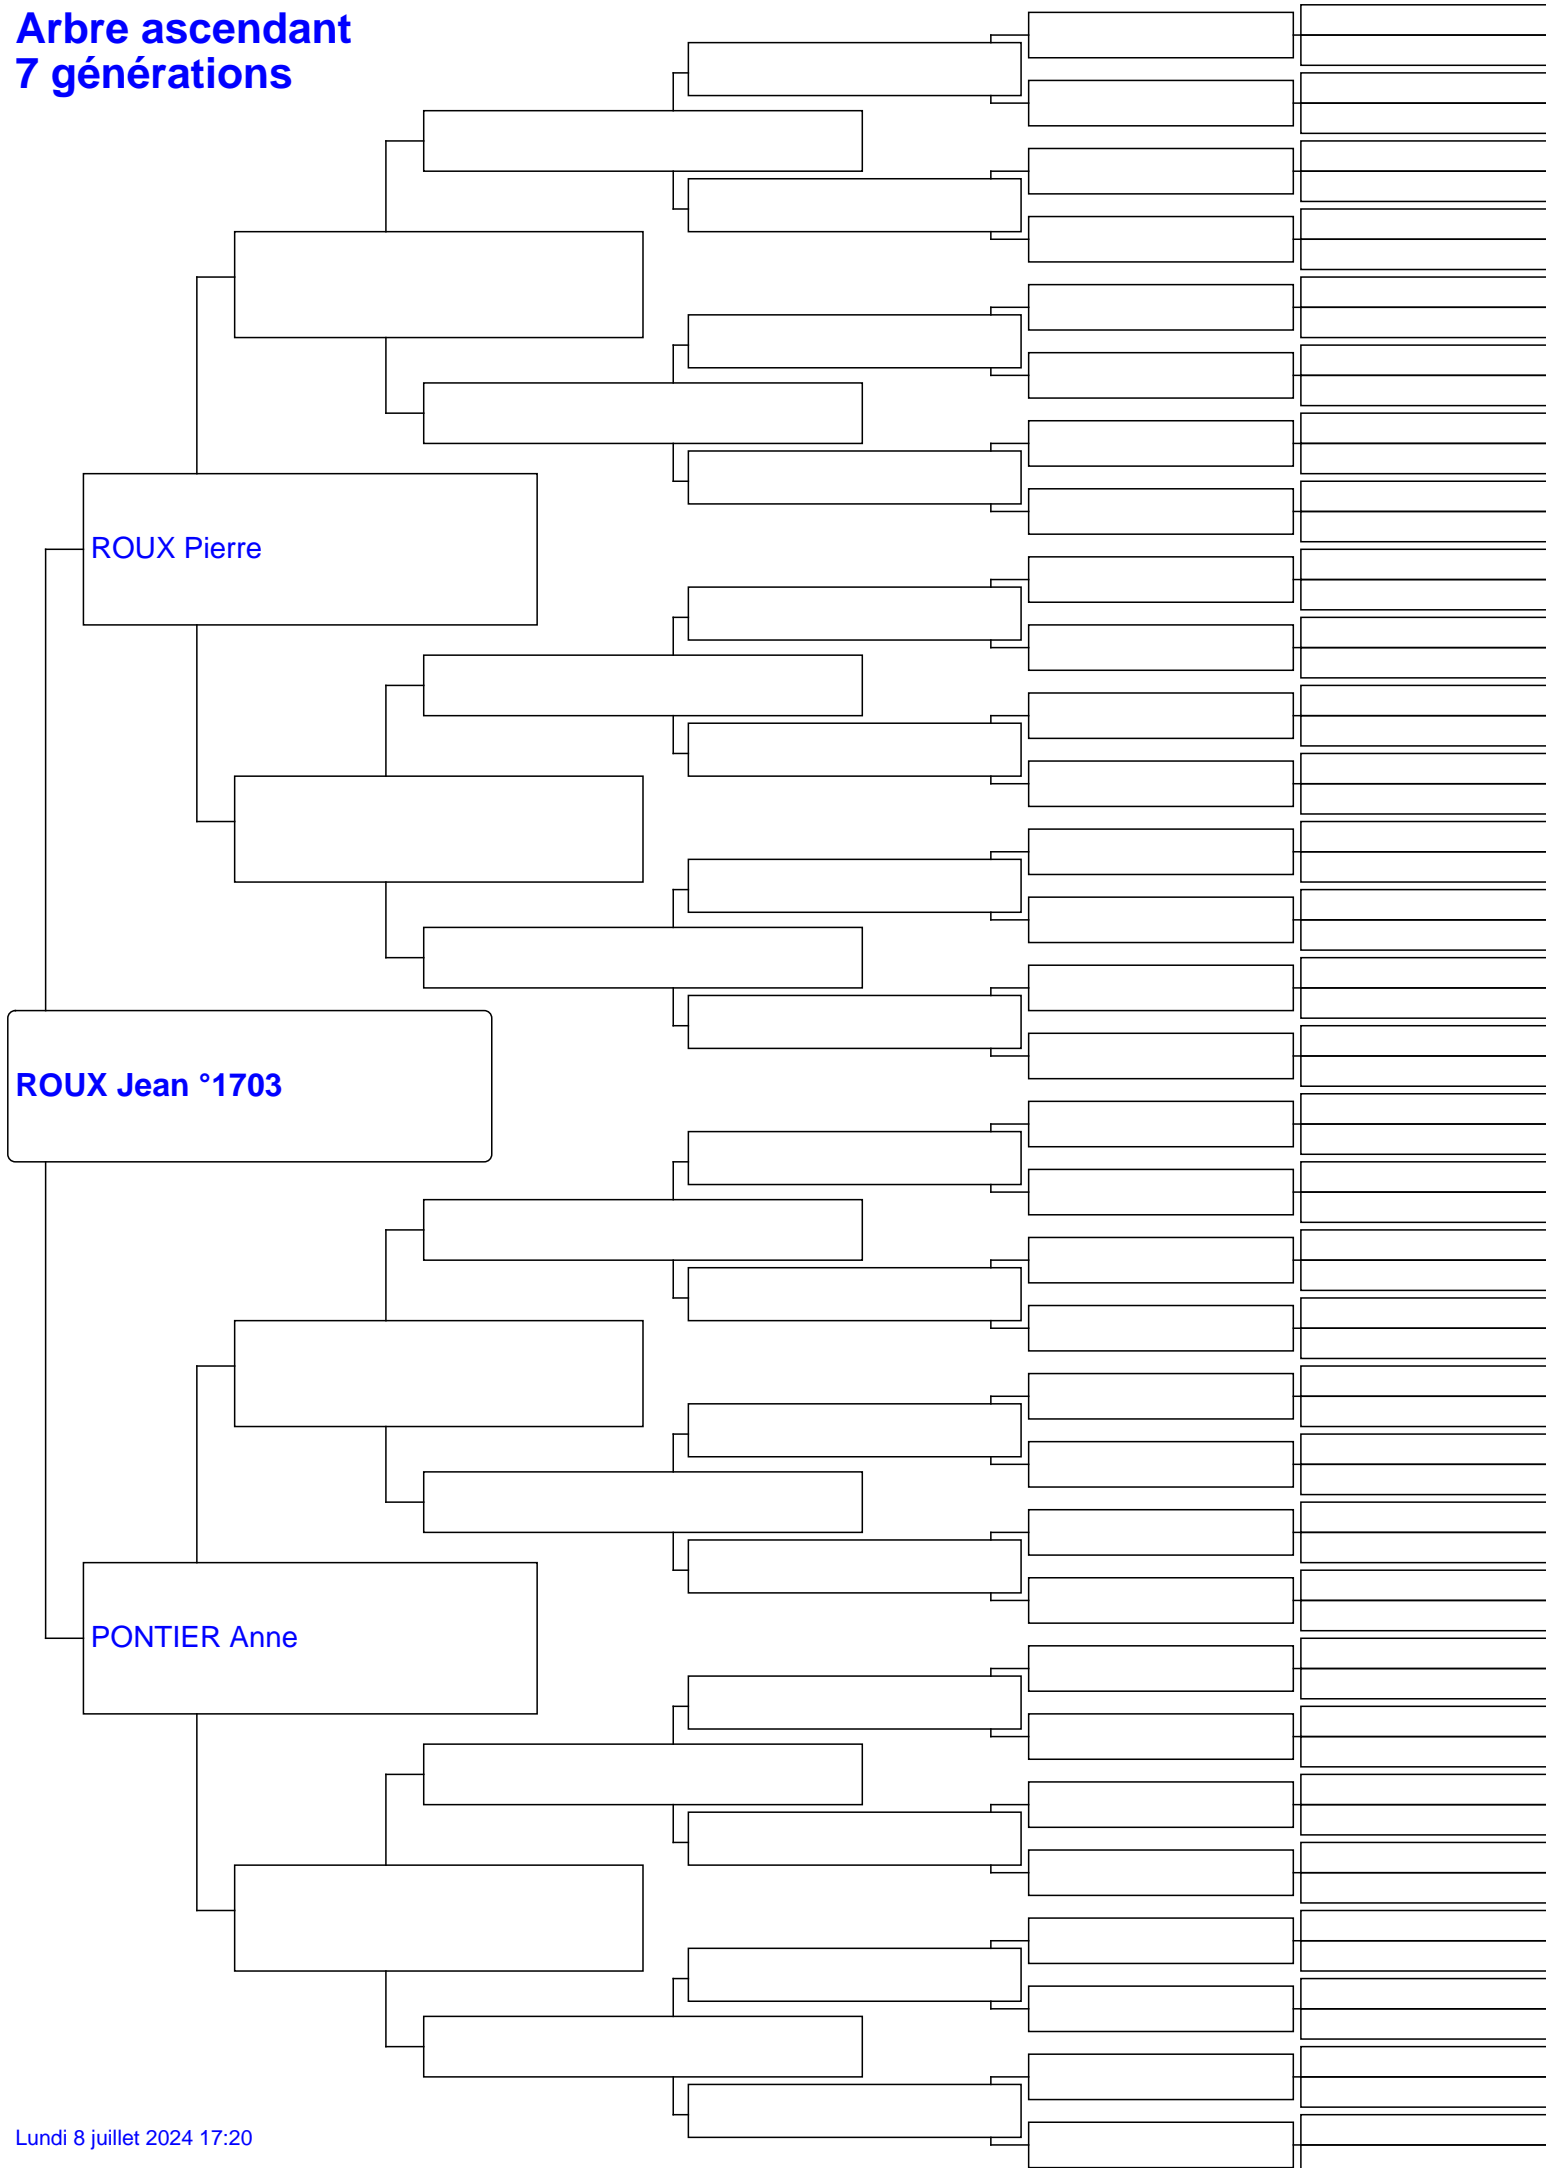 Arbre ascendant
7 générations
ROUX Pierre
ROUX Jean °1703
PONTIER Anne
Lundi 8 juillet 2024 17:20